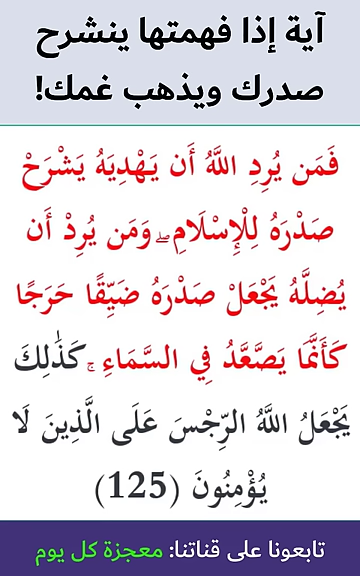 آية إذا فهمتها ينشرح
صدرك ويذهب غمك!
فَمَن يُرِدِ اللَّهُ أَن يَهْدِيَهُ يَشْرَحْ
صَدْرَهُ لِلْإِسْلَامِ ۖ وَمَن يُرِدْ أَن
يُضِلَّهُ يَجْعَلْ صَدْرَهُ ضَيِّقًا حَرَجًا
كَأَنَّمَا يَصَّعَّدُ فِي السَّمَاءِ ۚ كَذَٰلِكَ
يَجْعَلُ اللَّهُ الرِّجْسَ عَلَى الَّذِينَ لَا
يُؤْمِنُونَ (125)
تابعونا على قناتنا: معجزة كل يوم